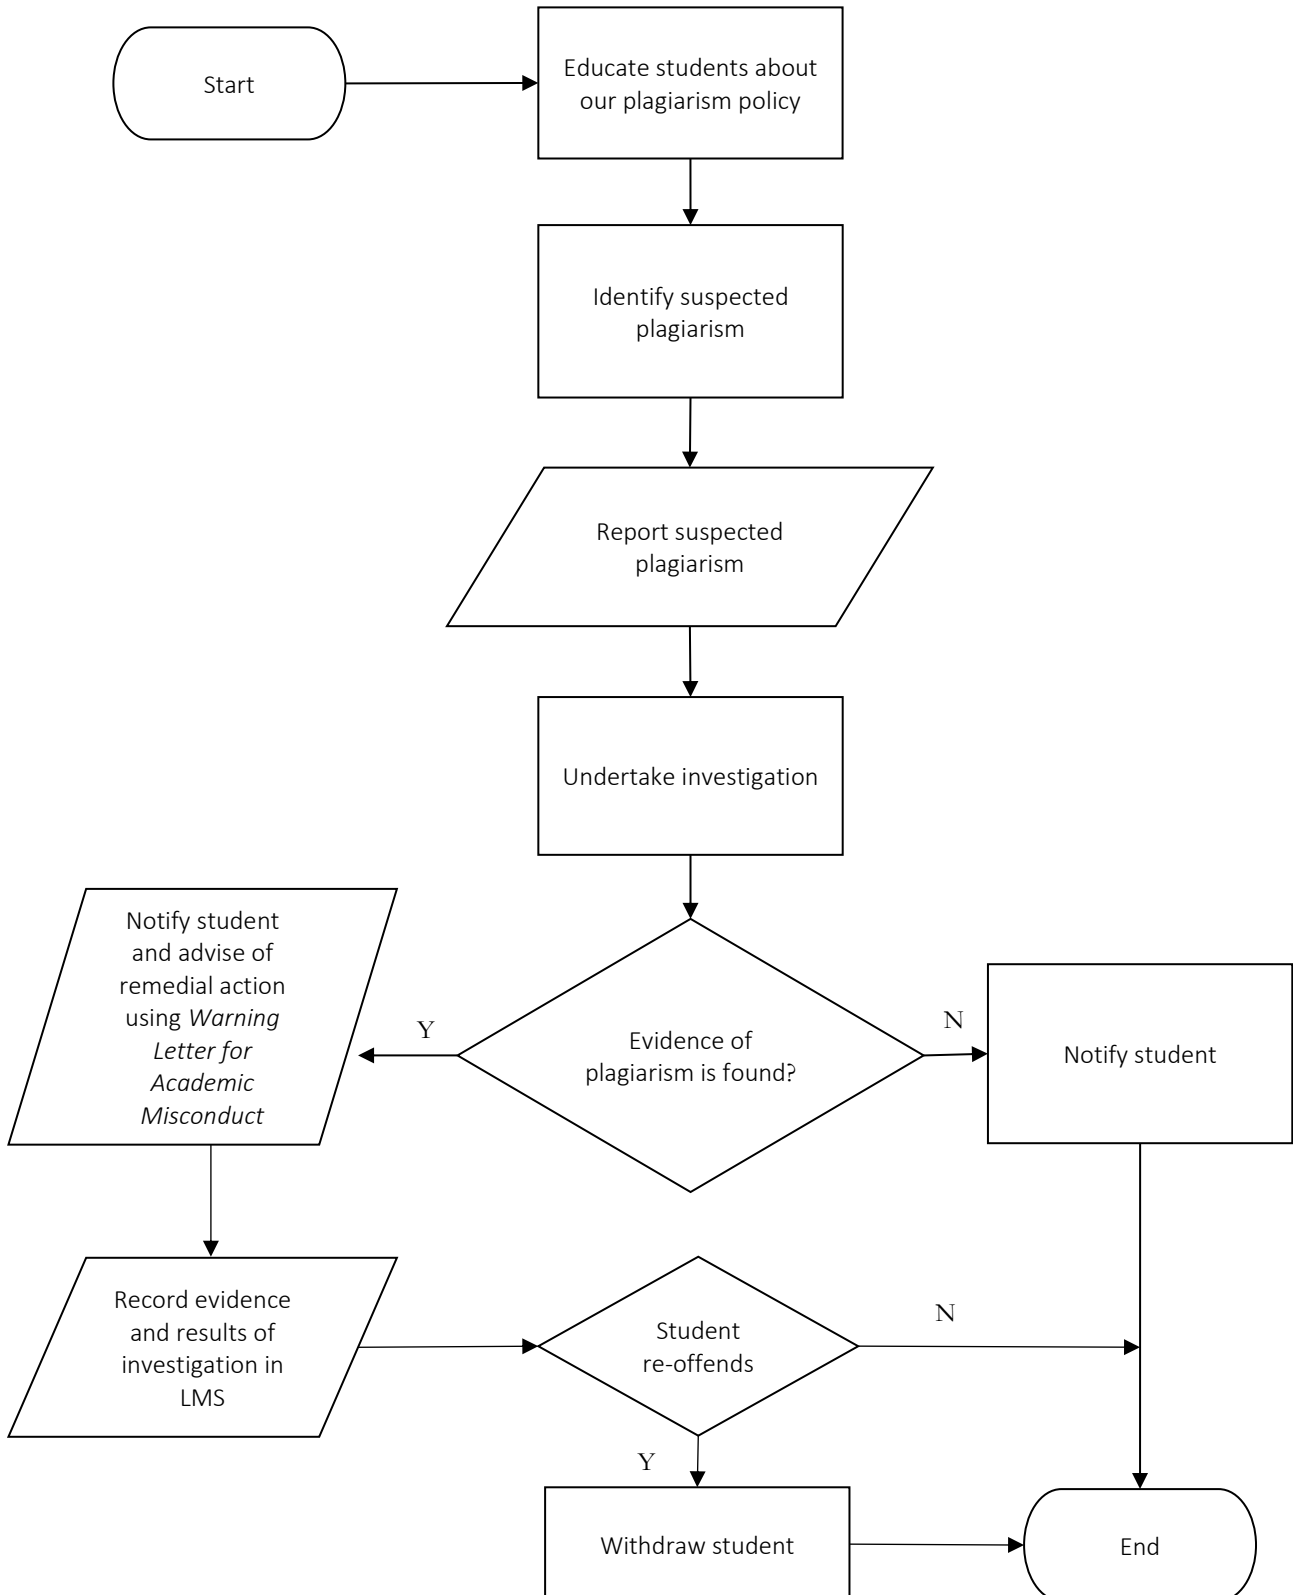 Start
Educate students about
our plagiarism policy
Identify suspected
plagiarism
Report suspected
plagiarism
Undertake investigation
Notify student
and advise of
remedial action
using Warning
Letter for
Academic
Misconduct
Y
Evidence of
plagiarism is found?
N
Notify student
Record evidence
and results of
investigation in
LMS
Student
re-offends
N
Y
Withdraw student
End